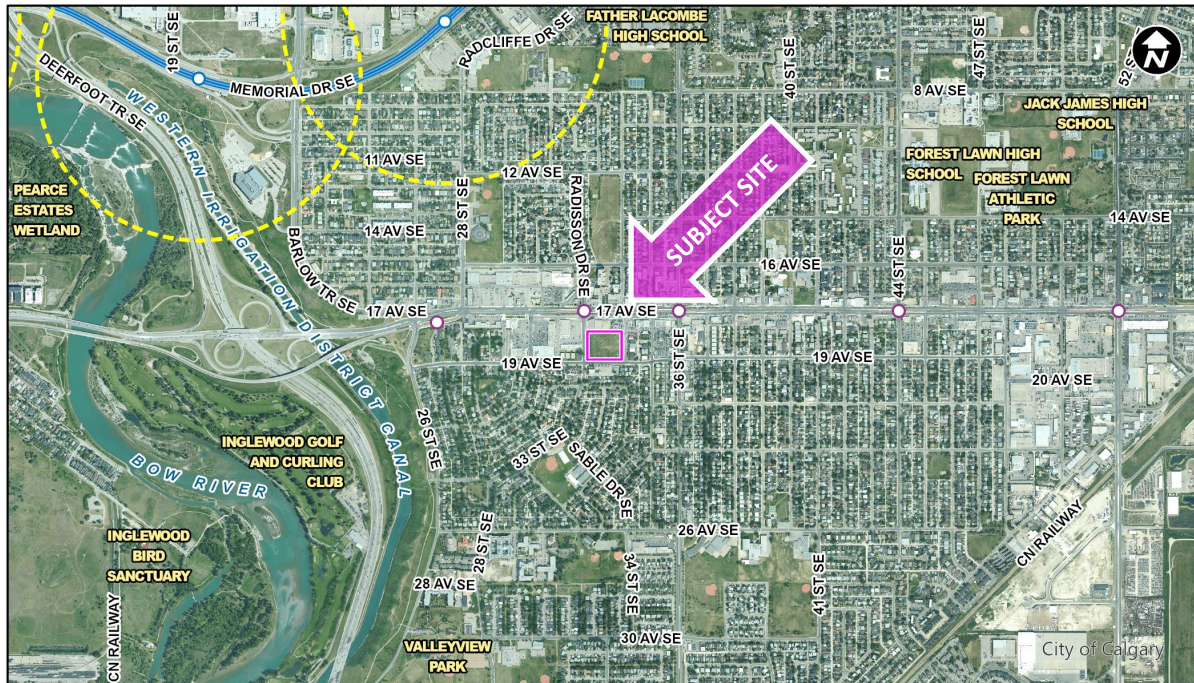 FATHER LACOMBE
HIGH SCHOOL
RADCLIFFE DR SE
19 ST SE
40 ST SE
47 ST SE
52 ST
N
DEERFOOT TR SE
MEMORIAL DR SE
8 AV SE
WESTERN IRRIGATION DISTRICT CANAL
JACK JAMES HIGH
SCHOOL
11 AV SE
12 AV SE
FOREST LAWN HIGH
SCHOOL
FOREST LAWN
ATHLETIC
PARK
PEARCE
ESTATES
WETLAND
28 ST SE
RADISSON DR SE
SUBJECT SITE
14 AV SE
14 AV SE
BARLOW TR SE
16 AV SE
44 ST SE
17 AV SE
17 AV SE
19 AV SE
36 ST SE
19 AV SE
20 AV SE
26 ST SE
INGLEWOOD GOLF
AND CURLING
CLUB
33 ST SE
SABLE DR SE
BOW RIVER
INGLEWOOD
BIRD
SANCTUARY
28 ST SE
26 AV SE
CN RAILWAY
28 AV SE
34 ST SE
41 ST SE
CN RAILWAY
30 AV SE
VALLEYVIEW
PARK
City of Calgary